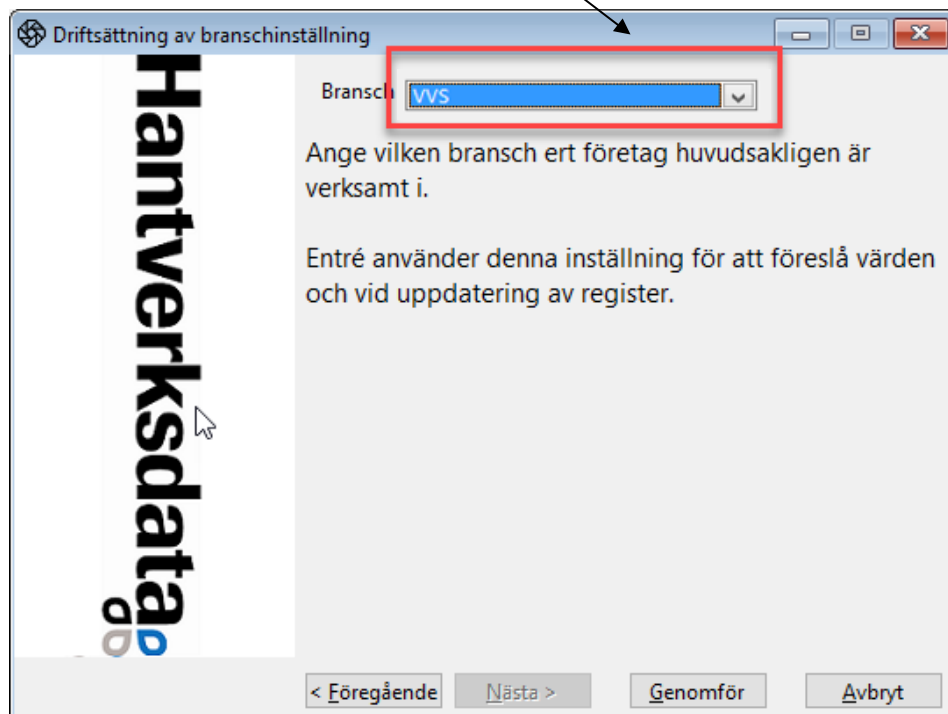 Driftsättning av branschinställning
Hantverksdata
Bransch VVS
Ange vilken bransch ert företag huvudsakligen är
verksamt i.
Entré använder denna inställning för att föreslå värden
och vid uppdatering av register.
< Föregående Nästa > Genomför Avbryt